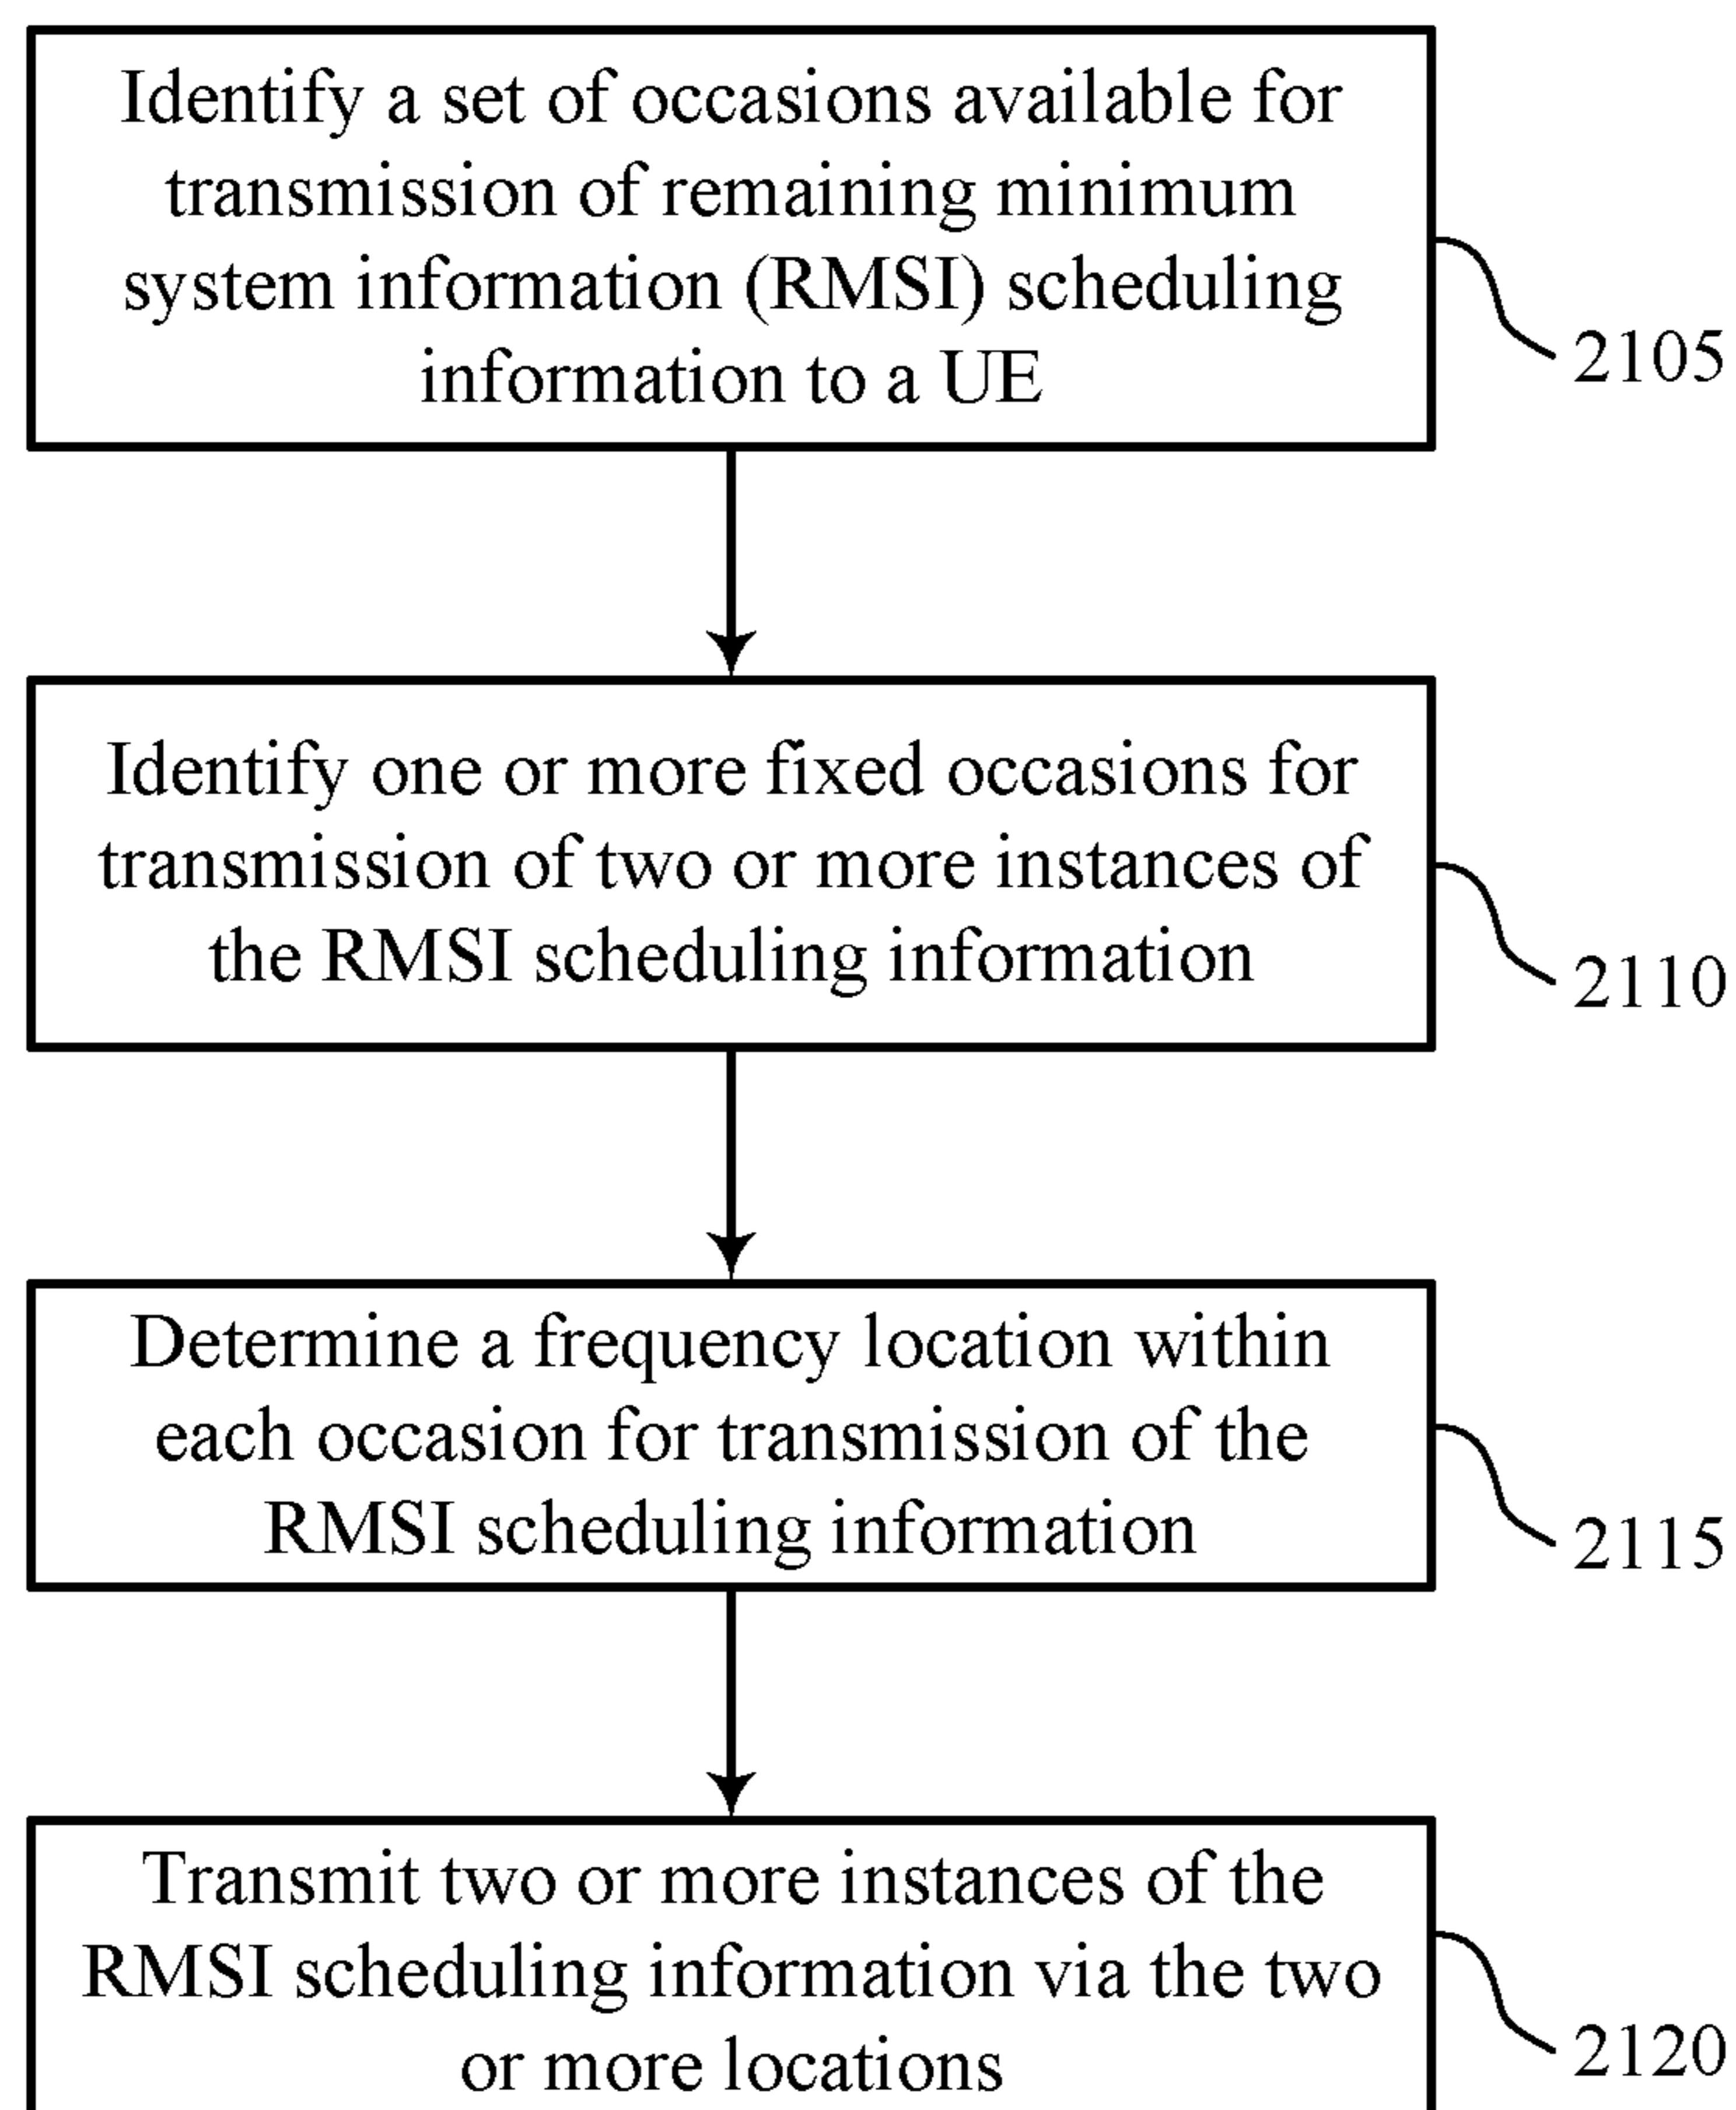 Identify a set of occasions available for
transmission of remaining minimum
system information (RMSI) scheduling
information to a UE
2105
Identify one or more fixed occasions for
transmission of two or more instances of
the RMSI scheduling information
2110
Determine a frequency location within
each occasion for transmission of the
RMSI scheduling information
2115
Transmit two or more instances of the
RMSI scheduling information via the two
or more locations
2120